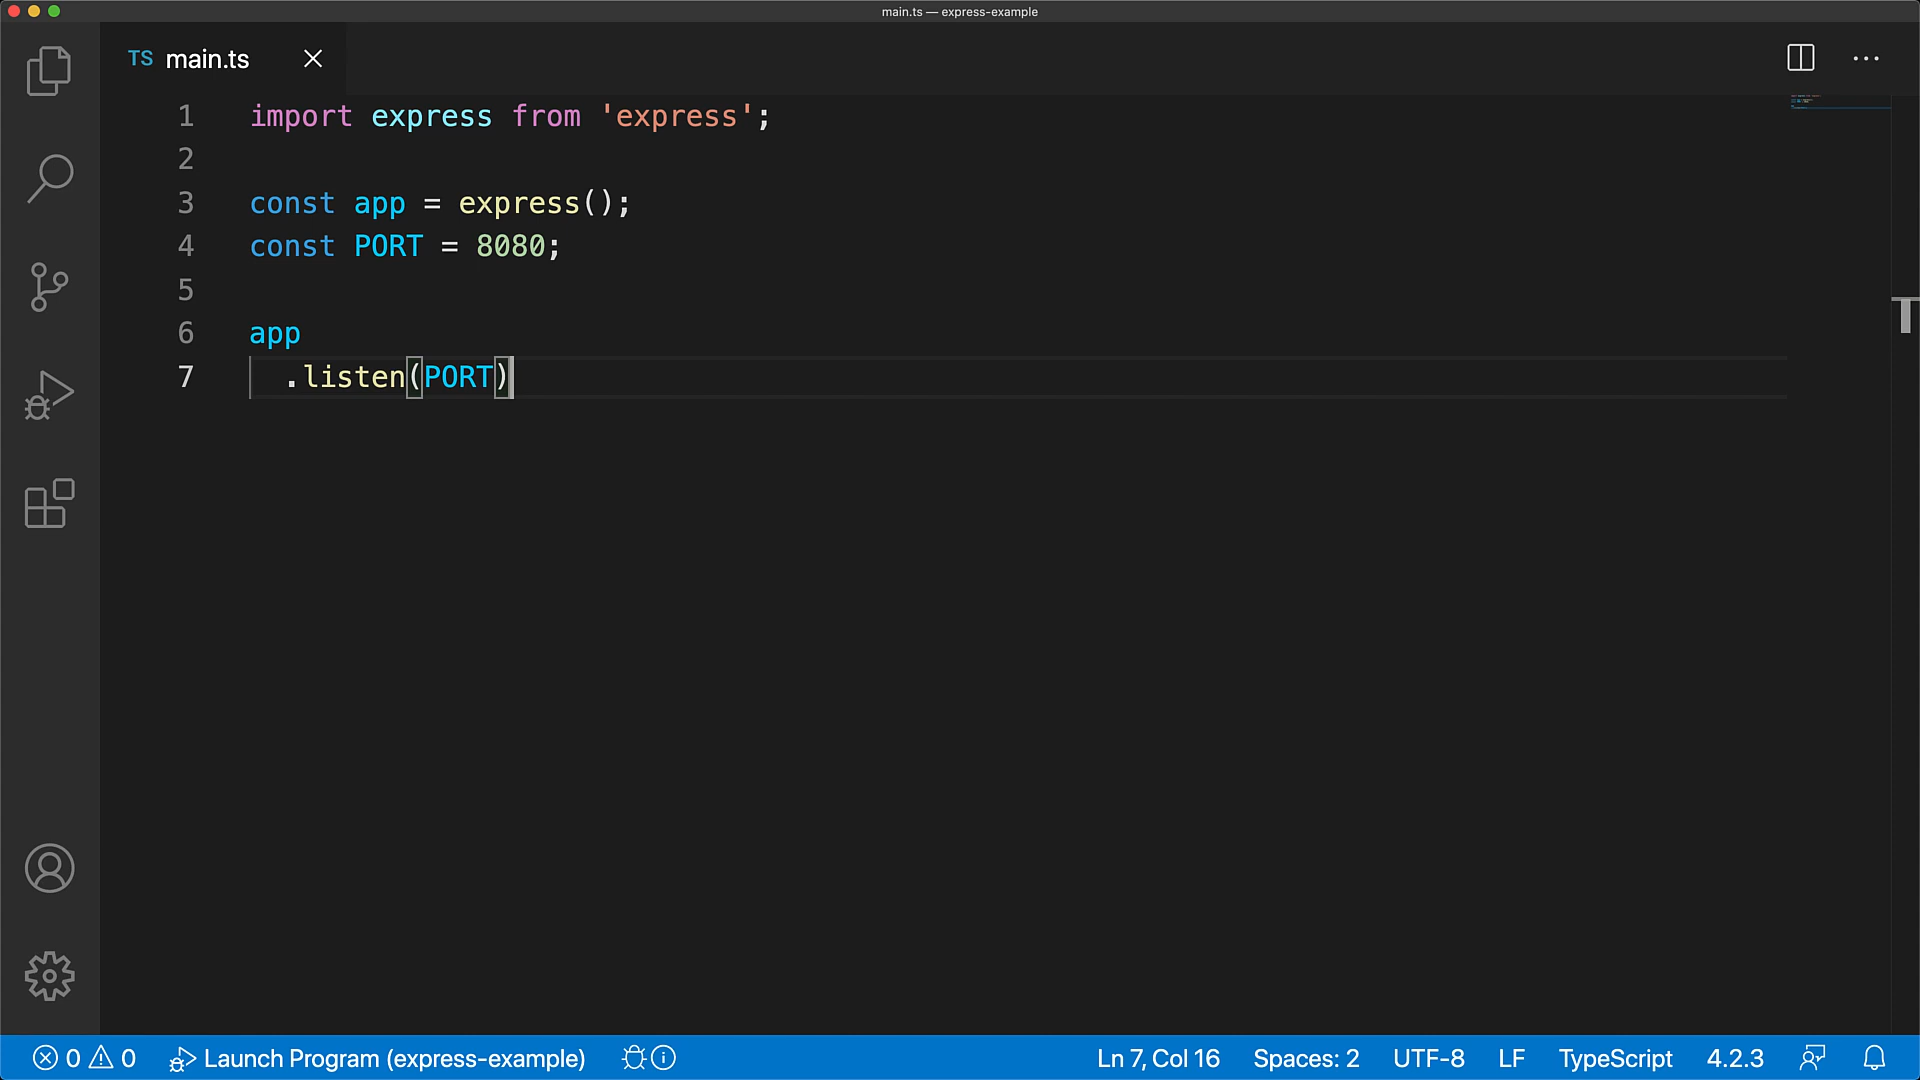 main.ts — express-example
TS main.ts
1 import express from 'express';
2
3 const app = express();
4 const PORT = 8080;
5
6 app
7   .listen(PORT)
0 0 Launch Program (express-example) Ln 7, Col 16 Spaces: 2 UTF-8 LF TypeScript 4.2.3